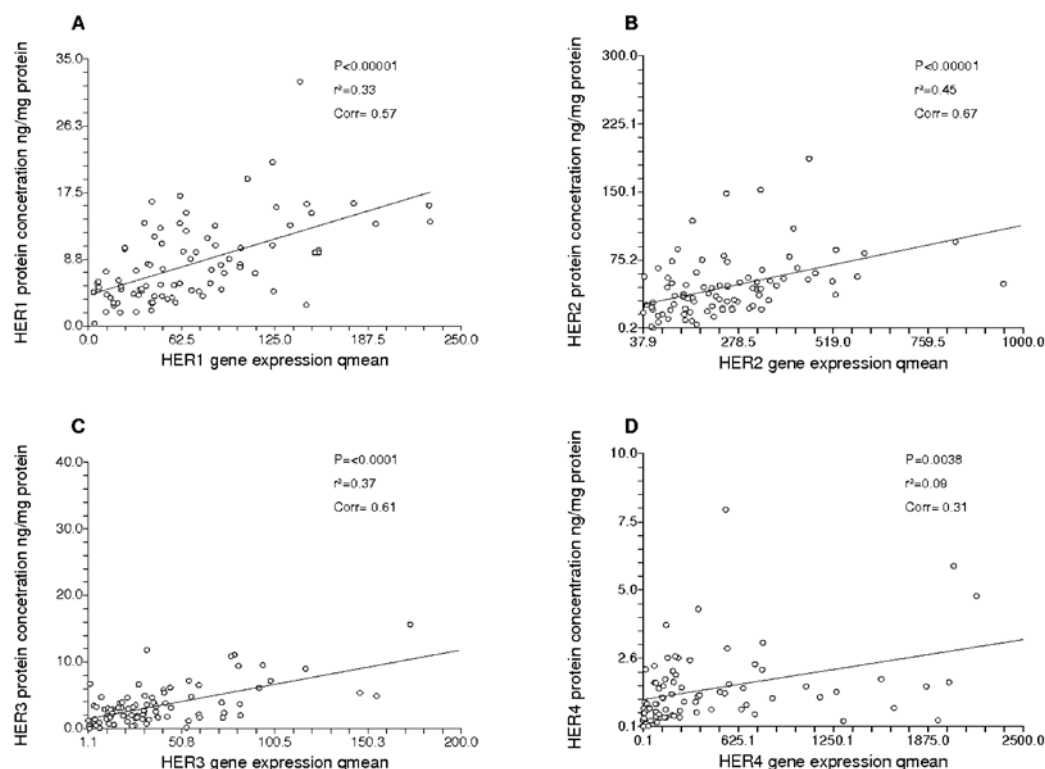 A
HER1 protein concetration ng/mg protein
35.0
26.3
17.5
8.8
0.0
P<0.00001
r²=0.33
Corr= 0.57
0.0 62.5 125.0 187.5 250.0
HER1 gene expression qmean
B
HER2 protein concetration ng/mg protein
300.0
225.1
150.1
75.2
0.2
P<0.00001
r²=0.45
Corr= 0.67
37.9 278.5 519.0 759.5 1000.0
HER2 gene expression qmean
C
HER3 protein concetration ng/mg protein
40.0
30.0
20.0
10.0
0.0
P=<0.0001
r²=0.37
Corr= 0.61
1.1 50.8 100.5 150.3 200.0
HER3 gene expression qmean
D
HER4 protein concentration ng/mg protein
10.0
7.5
5.0
2.6
0.1
P=0.0038
r²=0.09
Corr= 0.31
0.1 625.1 1250.1 1875.0 2500.0
HER4 gene expression qmean